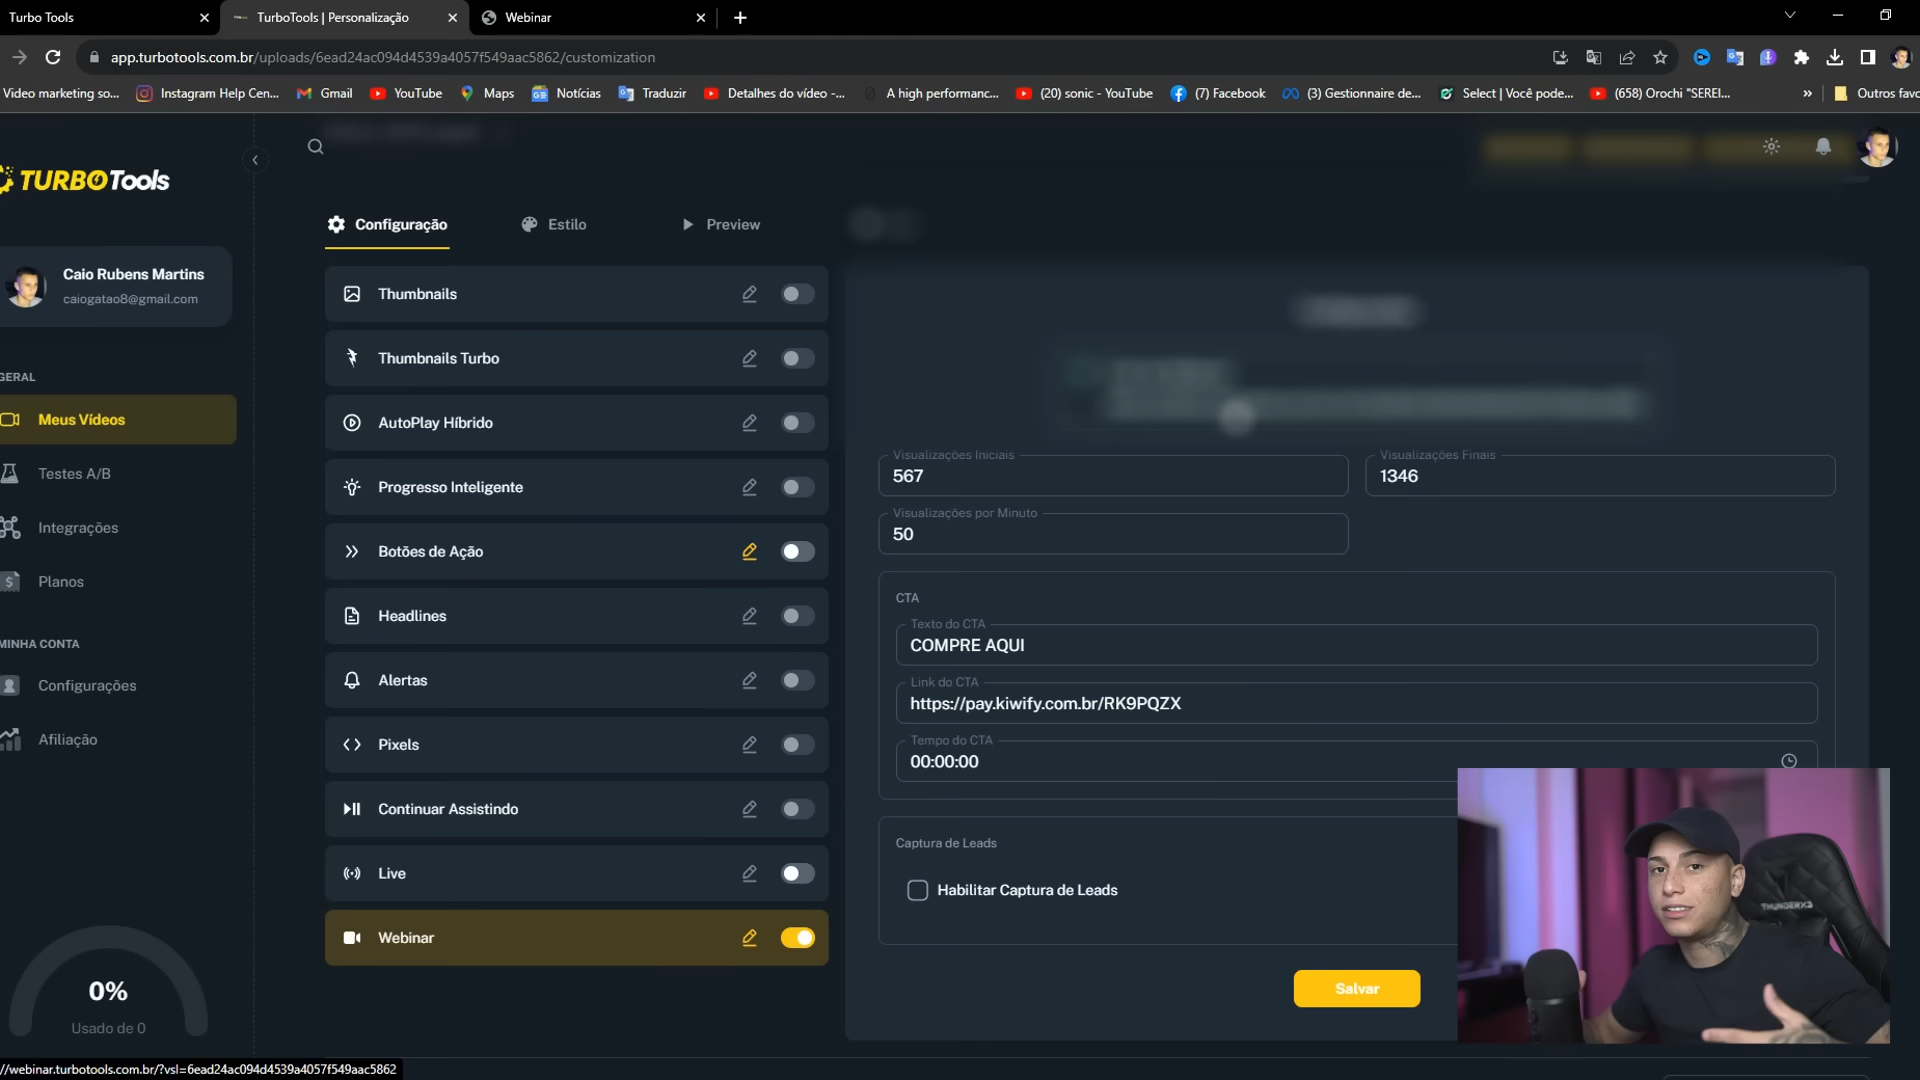 Turbo Tools
TurboTools | Personalização
Webinar
app.turbotools.com.br/uploads/6ead24ac094d4539a4057f549aac5862/customization
Video marketing so...
Instagram Help Cen...
Gmail
YouTube
Maps
Notícias
Traduzir
Detalhes do vídeo -...
A high performanc...
(20) sonic - YouTube
(7) Facebook
(3) Gestionnaire de...
Select | Você pode...
(658) Orochi "SEREI...
Outros favo
TURBOTools
Caio Rubens Martins
caiogatao8@gmail.com
GERAL
Meus Vídeos
Testes A/B
Integrações
Planos
MINHA CONTA
Configurações
Afiliação
0%
Usado de 0
Configuração
Estilo
Preview
Thumbnails
Thumbnails Turbo
AutoPlay Híbrido
Progresso Inteligente
Botões de Ação
Headlines
Alertas
Pixels
Continuar Assistindo
Live
Webinar
Visualizações Iniciais
567
Visualizações Finais
1346
Visualizações por Minuto
50
CTA
Texto do CTA
COMPRE AQUI
Link do CTA
https://pay.kiwify.com.br/RK9PQZX
Tempo do CTA
00:00:00
Captura de Leads
Habilitar Captura de Leads
Salvar
THUNDERX3
//webinar.turbotools.com.br/?vsl=6ead24ac094d4539a4057f549aac5862